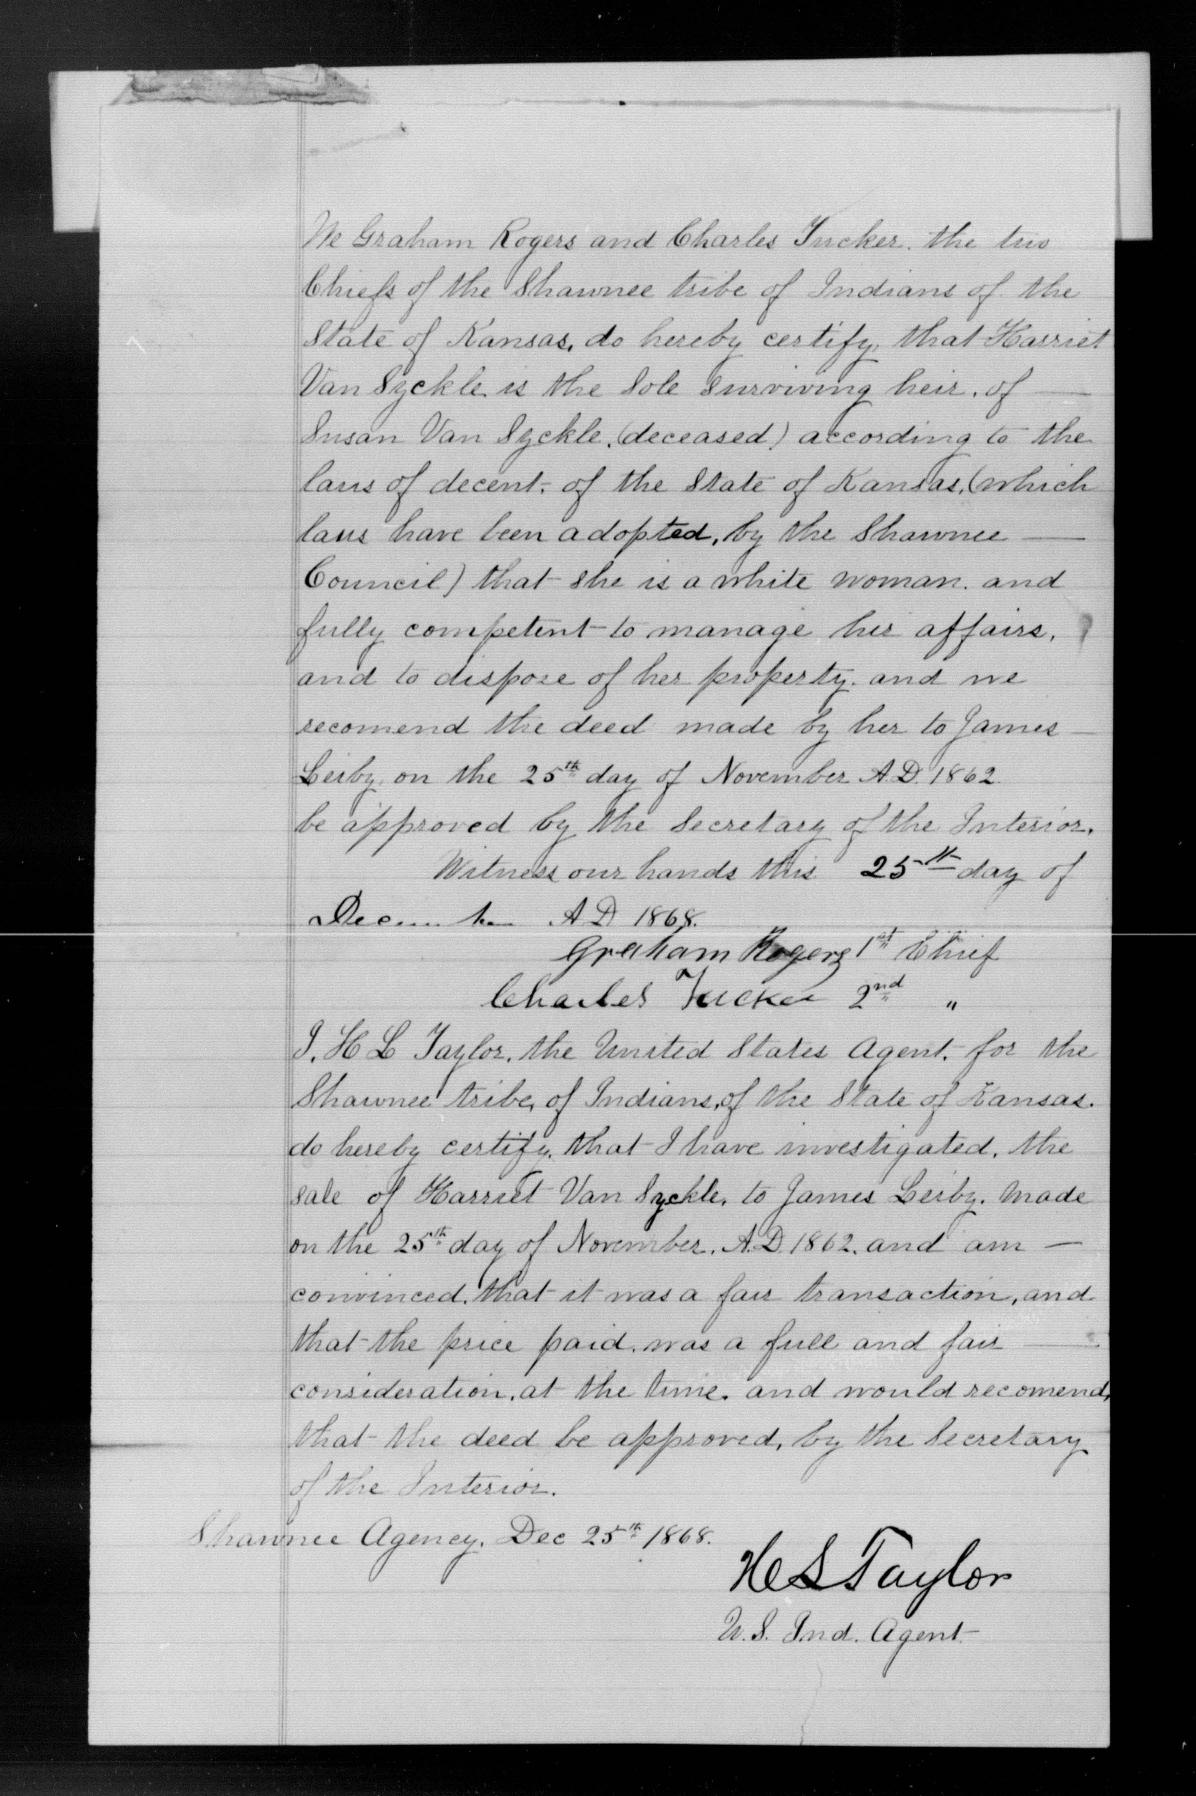 We Graham Rogers and Charles Tucker. the two
Chiefs of the Shawnee tribe of Indians of the
State of Kansas, do hereby certify, that Harriet
Van Syckle. is the Sole Surviving heir. of —
Susan Van Syckle, (deceased) according to the
laws of decent, of the State of Kansas, (which
laws have been adopted, by the Shawnee —
Council) that she is a white woman. and
fully competent to manage her affairs,
and to dispose of her property. and we
recomend the deed made by her to James —
Leiby, on the 25th day of November A.D. 1862
be approved by the Secretary of the Interior.
Witness our hands this 25th day of
December A D 1868.
Graham Rogers 1st Chief
Charles Tucker 2nd "
I, H L Taylor, the United States Agent, for the
Shawnee tribe, of Indians, of the State of Kansas.
do hereby certify, that I have investigated, the
sale of Harriet Van Syckle, to James Leiby. made
on the 25th day of November, A.D. 1862. and am —
convinced, that it was a fair transaction, and
that the price paid, was a full and fair —
consideration, at the time. and would recomend,
that the deed be approved, by the Secretary
of the Interior.
Shawnee Agency, Dec 25th 1868.
H L Taylor
U.S. Ind. Agent